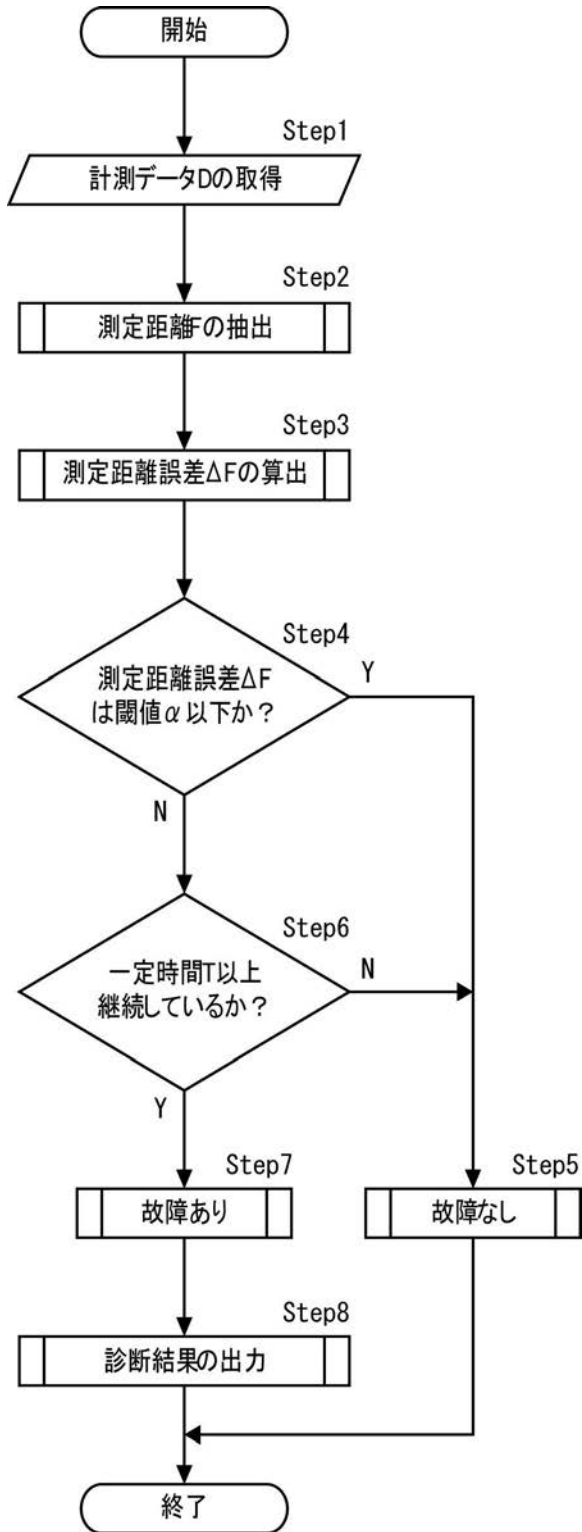 開始
Step1
計測データDの取得
Step2
測定距離Fの抽出
Step3
測定距離誤差ΔFの算出
Step4
測定距離誤差ΔF
は閾値α以下か？
Y
N
Step6
一定時間T以上
継続しているか？
N
Y
Step7
故障あり
Step5
故障なし
Step8
診断結果の出力
終了